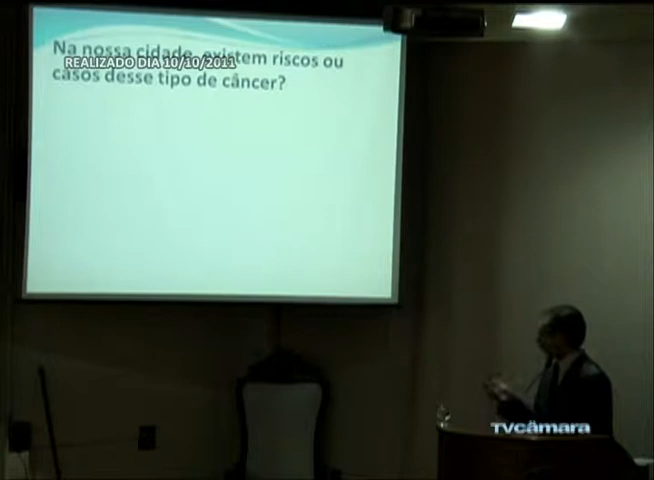 Na nossa cidade, existem riscos ou
REALIZADO DIA 10/10/2011
casos desse tipo de câncer?
TVcâmara